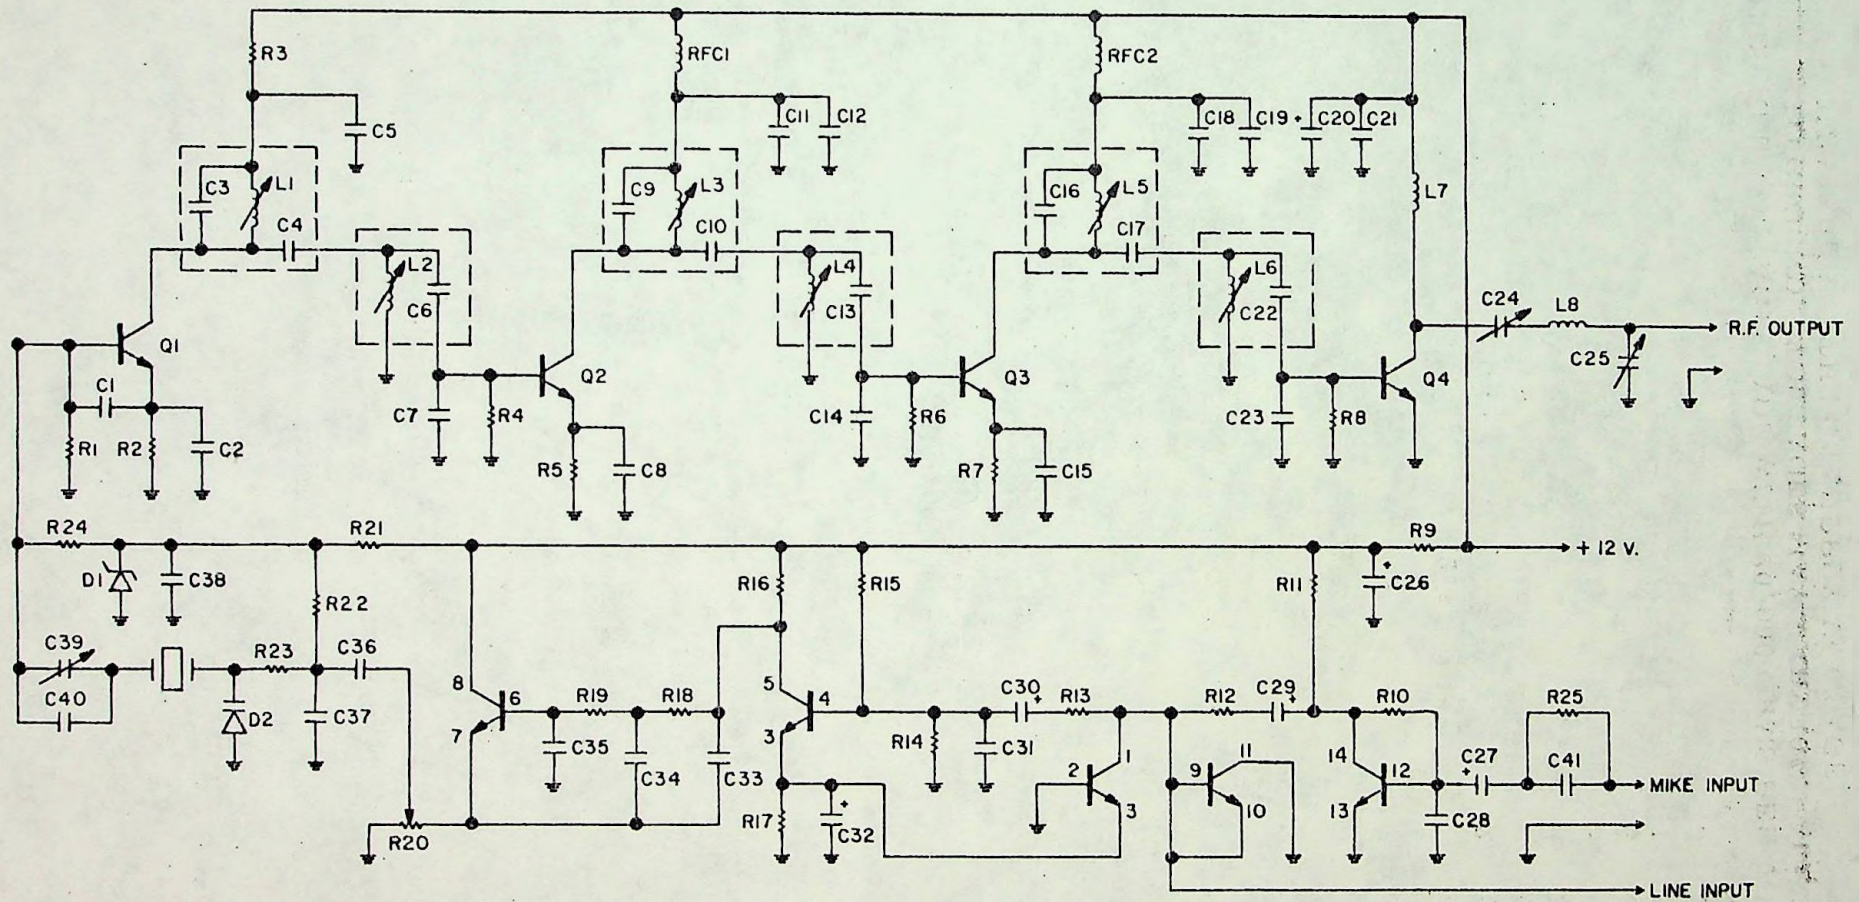 R3
RFC1
RFC2
C5
C11
C12
C18
C19
+
C20
C21
C3
L1
C4
C9
L3
C10
C16
L5
C17
L7
L2
C6
L4
C13
L6
C22
C24
L8
R.F. OUTPUT
C25
Q1
Q2
Q3
Q4
C1
R1
R2
C2
C7
R4
R5
C8
C14
R6
R7
C15
C23
R8
R24
R21
R9
+ 12 V.
D1
C38
R22
R16
R15
R11
+
C26
C39
C40
R23
C36
D2
C37
8
6
7
R19
R18
C35
C34
C33
R20
5
4
3
R17
+
C32
R14
C31
C30
+
R13
1
2
3
R12
C29
+
9
11
10
R10
14
12
13
C27
+
C28
R25
C41
MIKE INPUT
LINE INPUT